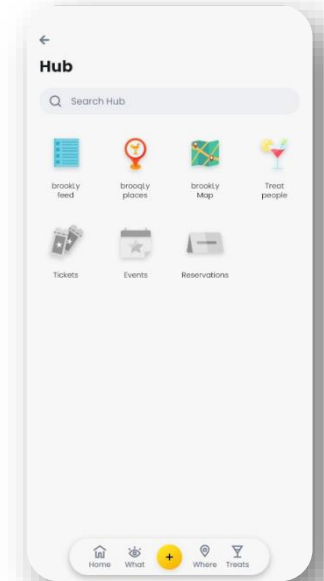 Hub
Search Hub
brookLy feed
brooqLy places
brookLy Map
Treat people
Tickets
Events
Reservations
Home
What
+
Where
Treats